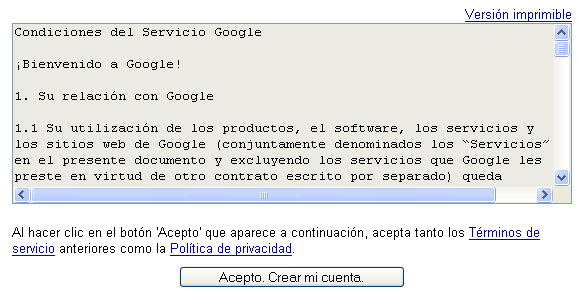 Versión imprimible
Condiciones del Servicio Google
¡Bienvenido a Google!
1. Su relación con Google
1.1 Su utilización de los productos, el software, los servicios y
los sitios web de Google (conjuntamente denominados los “Servicios”
en el presente documento y excluyendo los servicios que Google les
preste en virtud de otro contrato escrito por separado) queda
Al hacer clic en el botón 'Acepto' que aparece a continuación, acepta tanto los Términos de
servicio anteriores como la Política de privacidad.
Acepto. Crear mi cuenta.